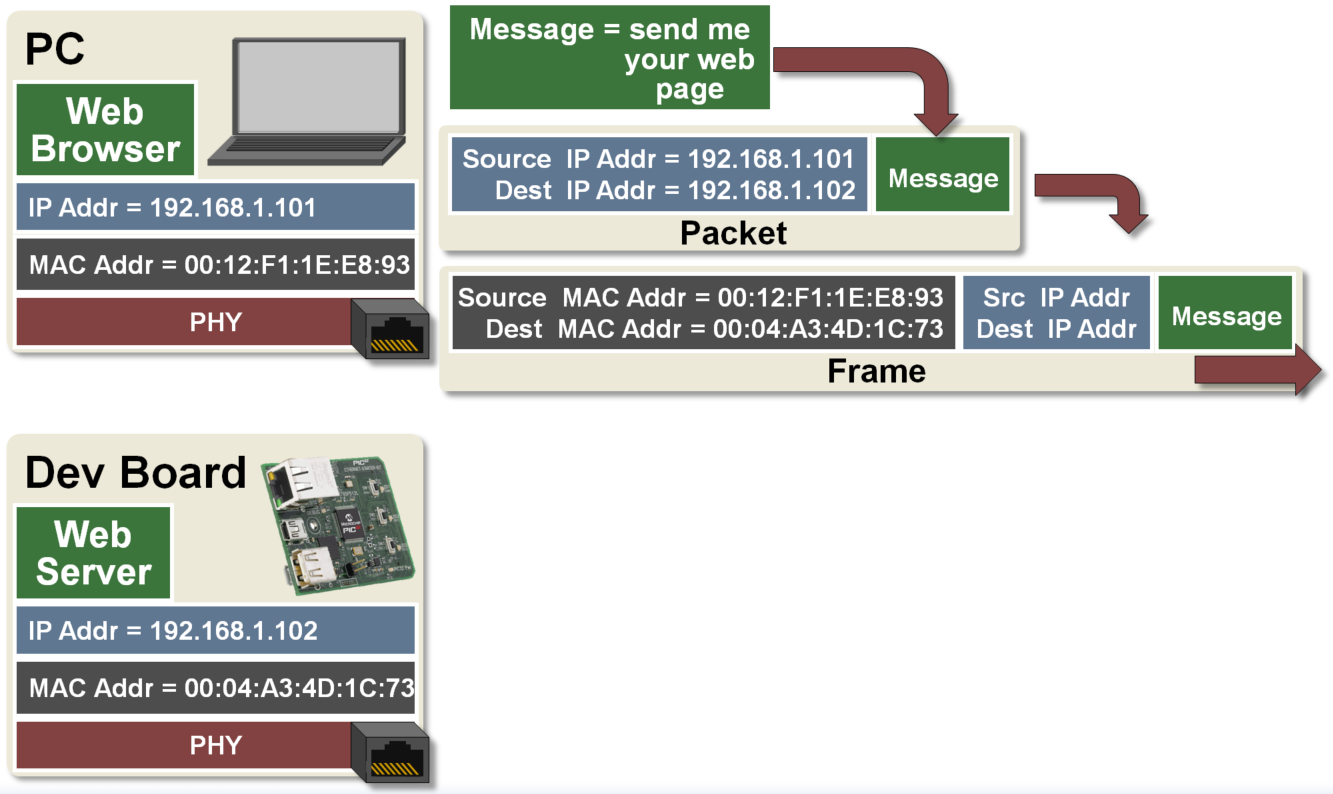 PC
Web
Browser
IP Addr = 192.168.1.101
MAC Addr = 00:12:F1:1E:E8:93
PHY
Message = send me
your web
page
Source IP Addr = 192.168.1.101
Dest IP Addr = 192.168.1.102
Message
Packet
Source MAC Addr = 00:12:F1:1E:E8:93
Dest MAC Addr = 00:04:A3:4D:1C:73
Src IP Addr
Dest IP Addr
Message
Frame
Dev Board
Web
Server
IP Addr = 192.168.1.102
MAC Addr = 00:04:A3:4D:1C:73
PHY